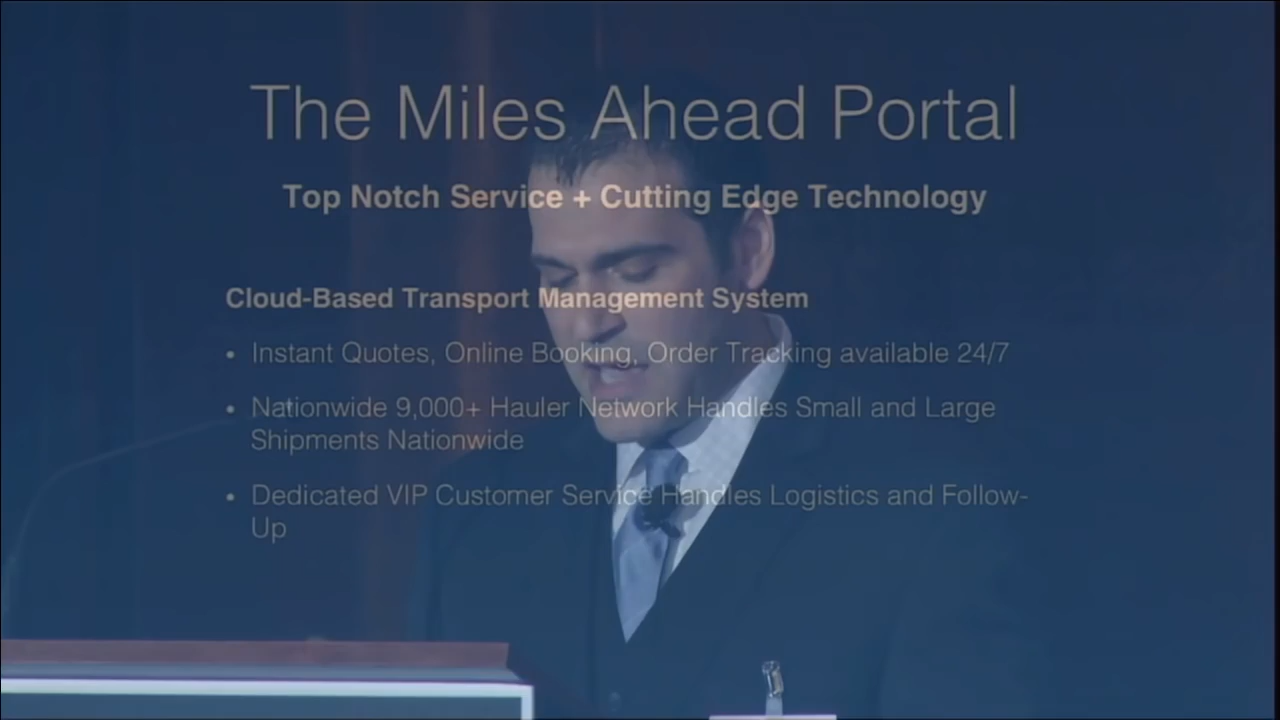 The Miles Ahead Portal
Top Notch Service + Cutting Edge Technology
Cloud-Based Transport Management System
• Instant Quotes, Online Booking, Order Tracking available 24/7
• Nationwide 9,000+ Hauler Network Handles Small and Large
Shipments Nationwide
• Dedicated VIP Customer Service Handles Logistics and Follow-
Up